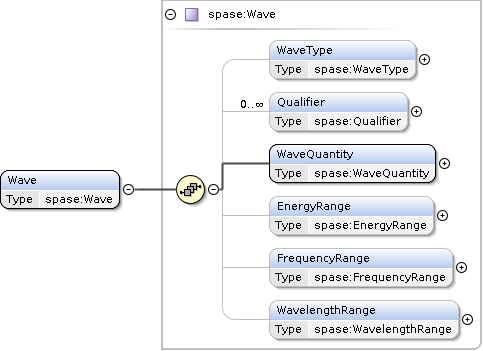 spase:Wave
WaveType
Type spase:WaveType
0..∞ Qualifier
Type spase:Qualifier
WaveQuantity
Type spase:WaveQuantity
Wave
Type spase:Wave
EnergyRange
Type spase:EnergyRange
FrequencyRange
Type spase:FrequencyRange
WavelengthRange
Type spase:WavelengthRange